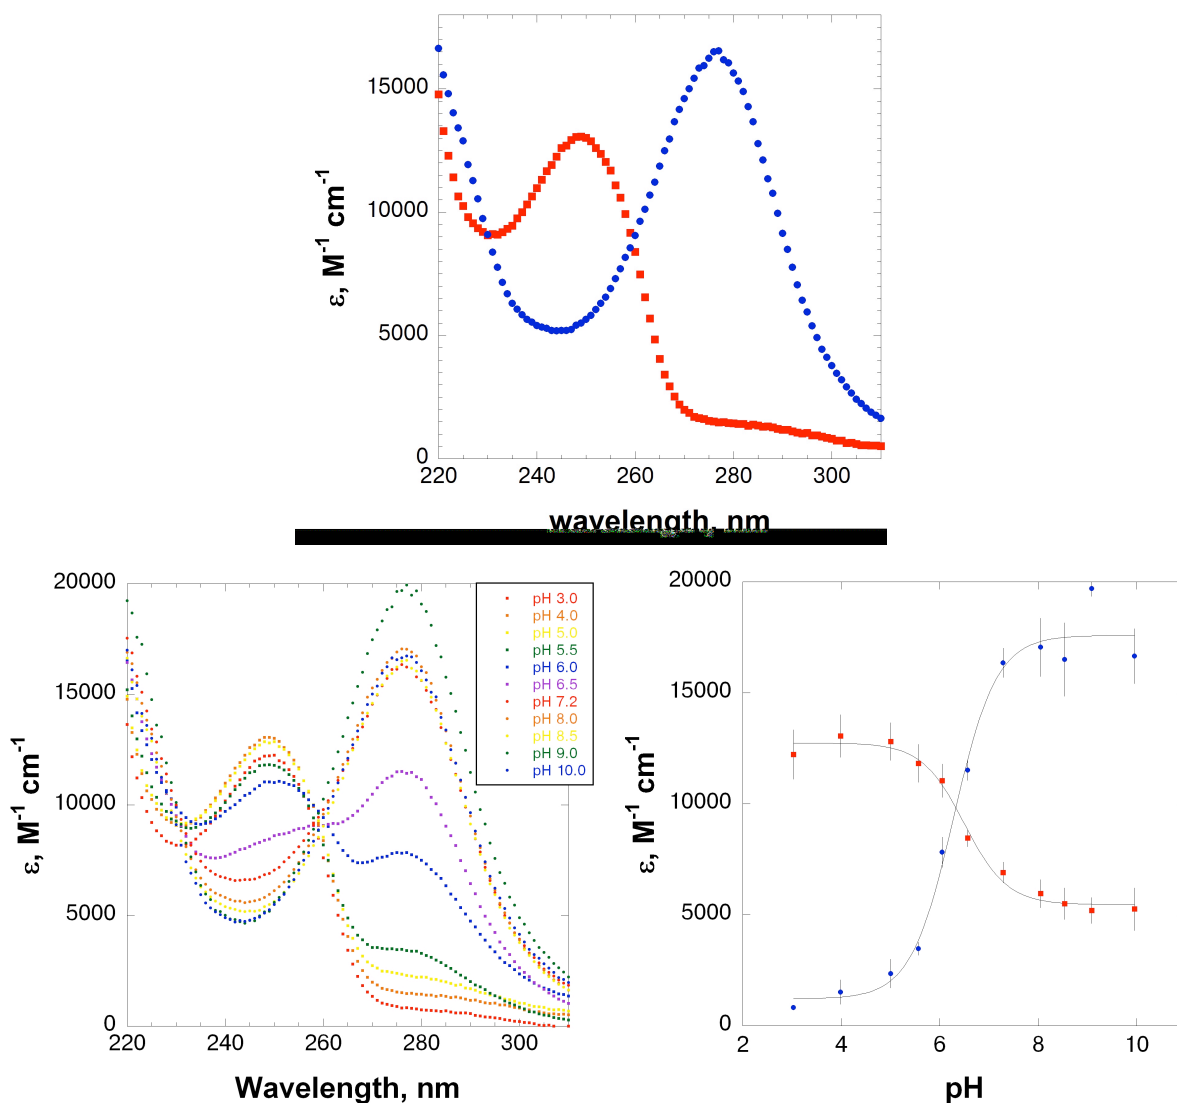 ε, M⁻¹ cm⁻¹
15000
10000
5000
0
220 240 260 280 300
wavelength, nm
ε, M⁻¹ cm⁻¹
20000
15000
10000
5000
0
220 240 260 280 300
Wavelength, nm
pH 3.0
pH 4.0
pH 5.0
pH 5.5
pH 6.0
pH 6.5
pH 7.2
pH 8.0
pH 8.5
pH 9.0
pH 10.0
ε, M⁻¹ cm⁻¹
20000
15000
10000
5000
0
2 4 6 8 10
pH